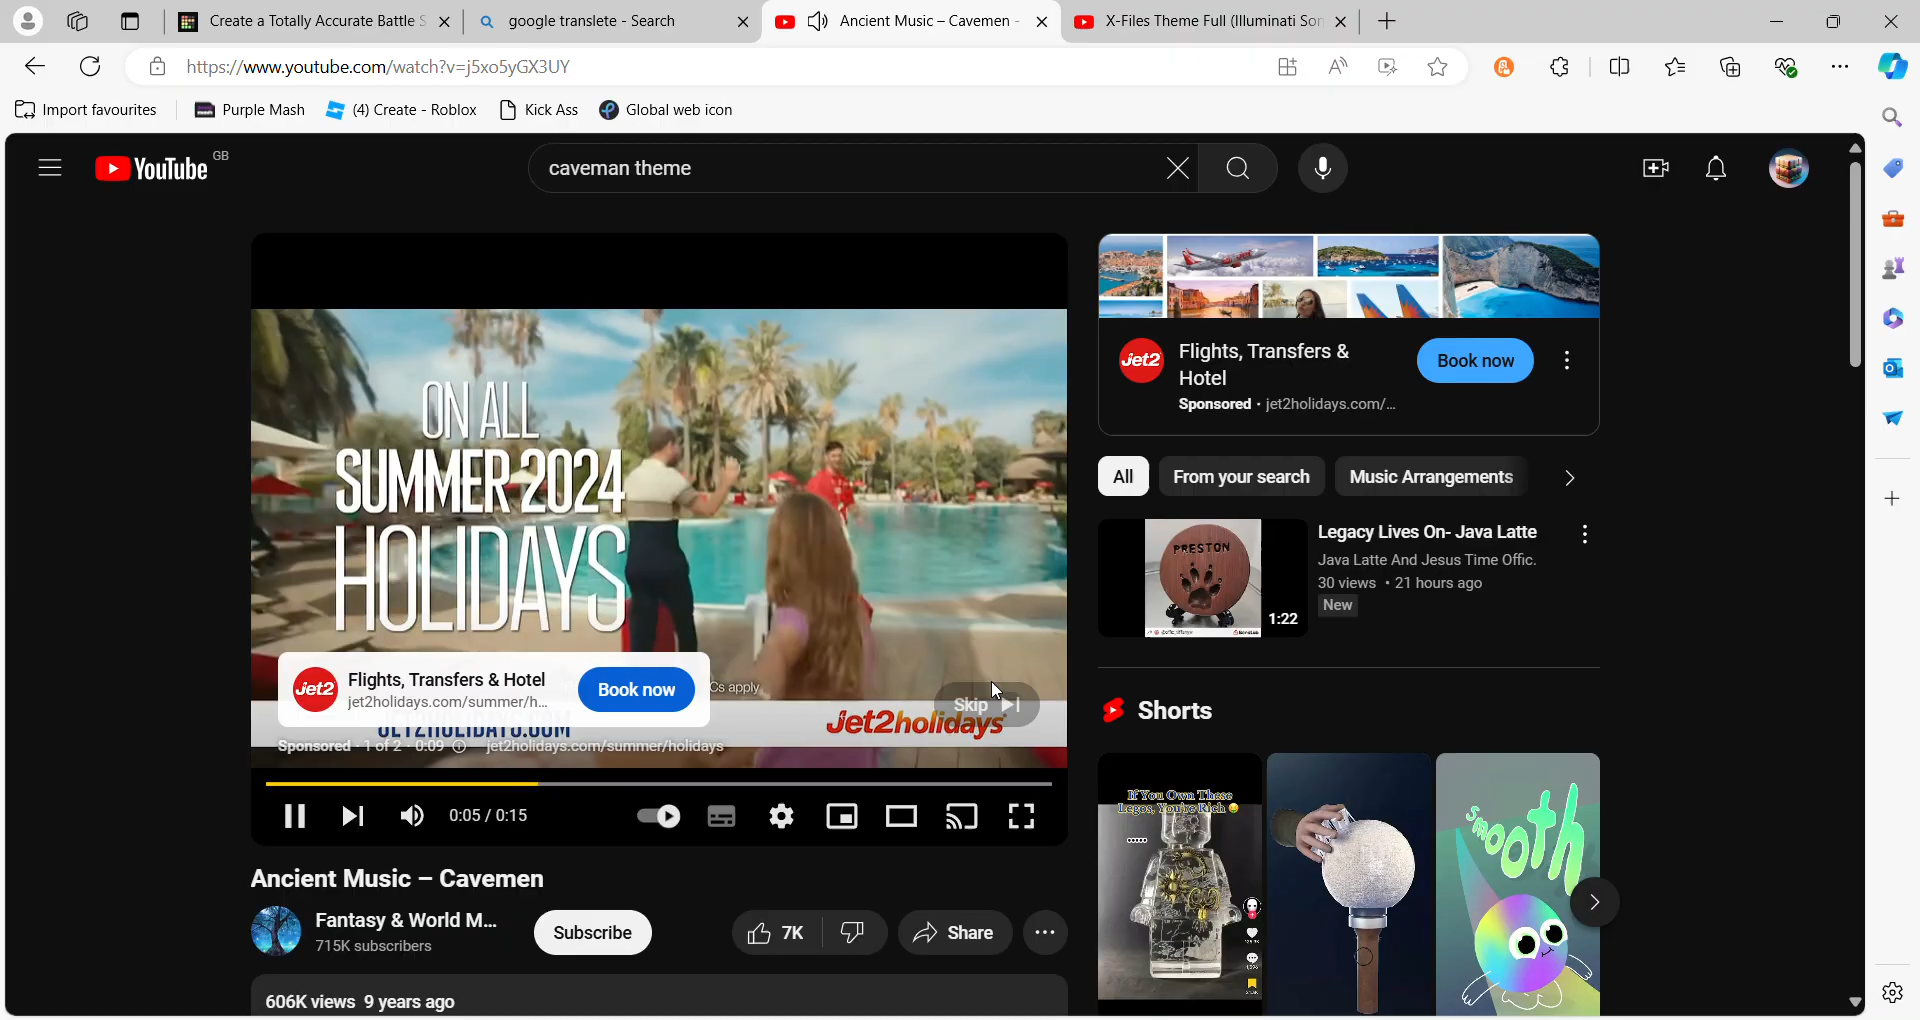 Create a Totally Accurate Battle S
google translete - Search
Ancient Music – Cavemen -
X-Files Theme Full (Illuminati Son
https://www.youtube.com/watch?v=j5xo5yGX3UY
Import favourites
Purple Mash
(4) Create - Roblox
Kick Ass
Global web icon
YouTube GB
caveman theme
ON ALL
SUMMER 2024
HOLIDAYS
Jet2
Flights, Transfers & Hotel
jet2holidays.com/summer/h...
Book now
Cs apply
Skip
JET2HOLIDAYS.COM
Jet2holidays
Sponsored · 1 of 2 · 0:09 jet2holidays.com/summer/holidays
0:05 / 0:15
Ancient Music – Cavemen
Fantasy & World M...
715K subscribers
Subscribe
7K
Share
606K views 9 years ago
Jet2
Flights, Transfers &
Hotel
Sponsored · jet2holidays.com/...
Book now
All
From your search
Music Arrangements
PRESTON
1:22
Legacy Lives On- Java Latte
Java Latte And Jesus Time Offic.
30 views • 21 hours ago
New
Shorts
If You Own These
Legos, You're Rich
smooth